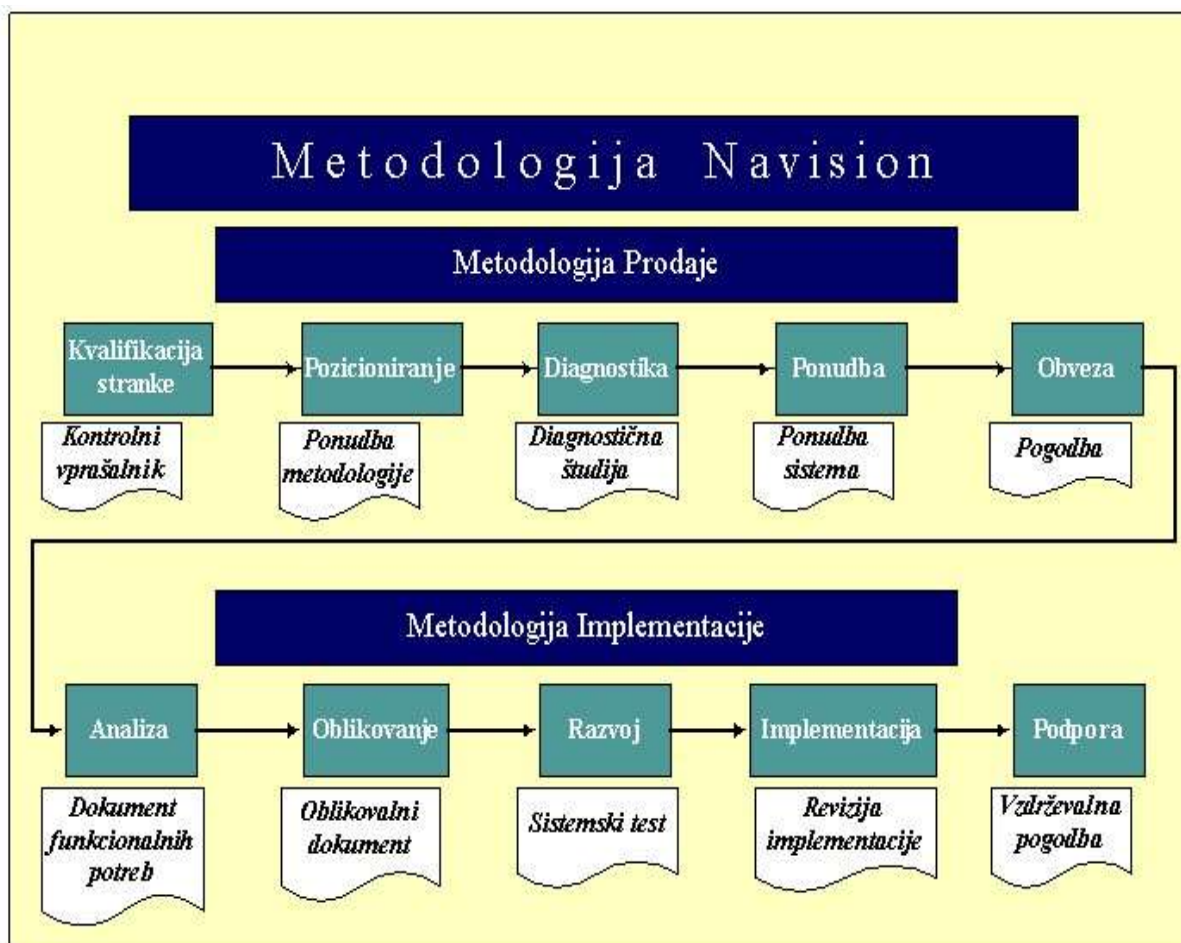 Metodologija Navision
Metodologija Prodaje
Kvalifikacija
stranke
Pozicioniranje
Diagnostika
Ponudba
Obveza
Kontrolni
vprašalnik
Ponudba
metodologije
Diagnostična
študija
Ponudba
sistema
Pogodba
Metodologija Implementacije
Analiza
Oblikovanje
Razvoj
Implementacija
Podpora
Dokument
funkcionalnih
potreb
Oblikovalni
dokument
Sistemski test
Revizija
implementacije
Vzdrževalna
pogodba